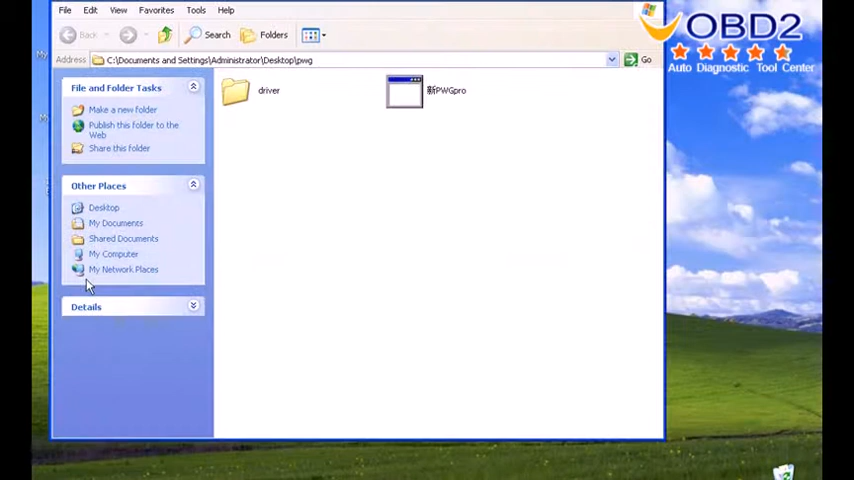 File Edit View Favorites Tools Help
OBD2
Back Search Folders
Address C:\Documents and Settings\Administrator\Desktop\pwg Go
Auto Diagnostic Tool Center
File and Folder Tasks
Make a new folder
Publish this folder to the
Web
Share this folder
driver
新PWGpro
Other Places
Desktop
My Documents
Shared Documents
My Computer
My Network Places
Details